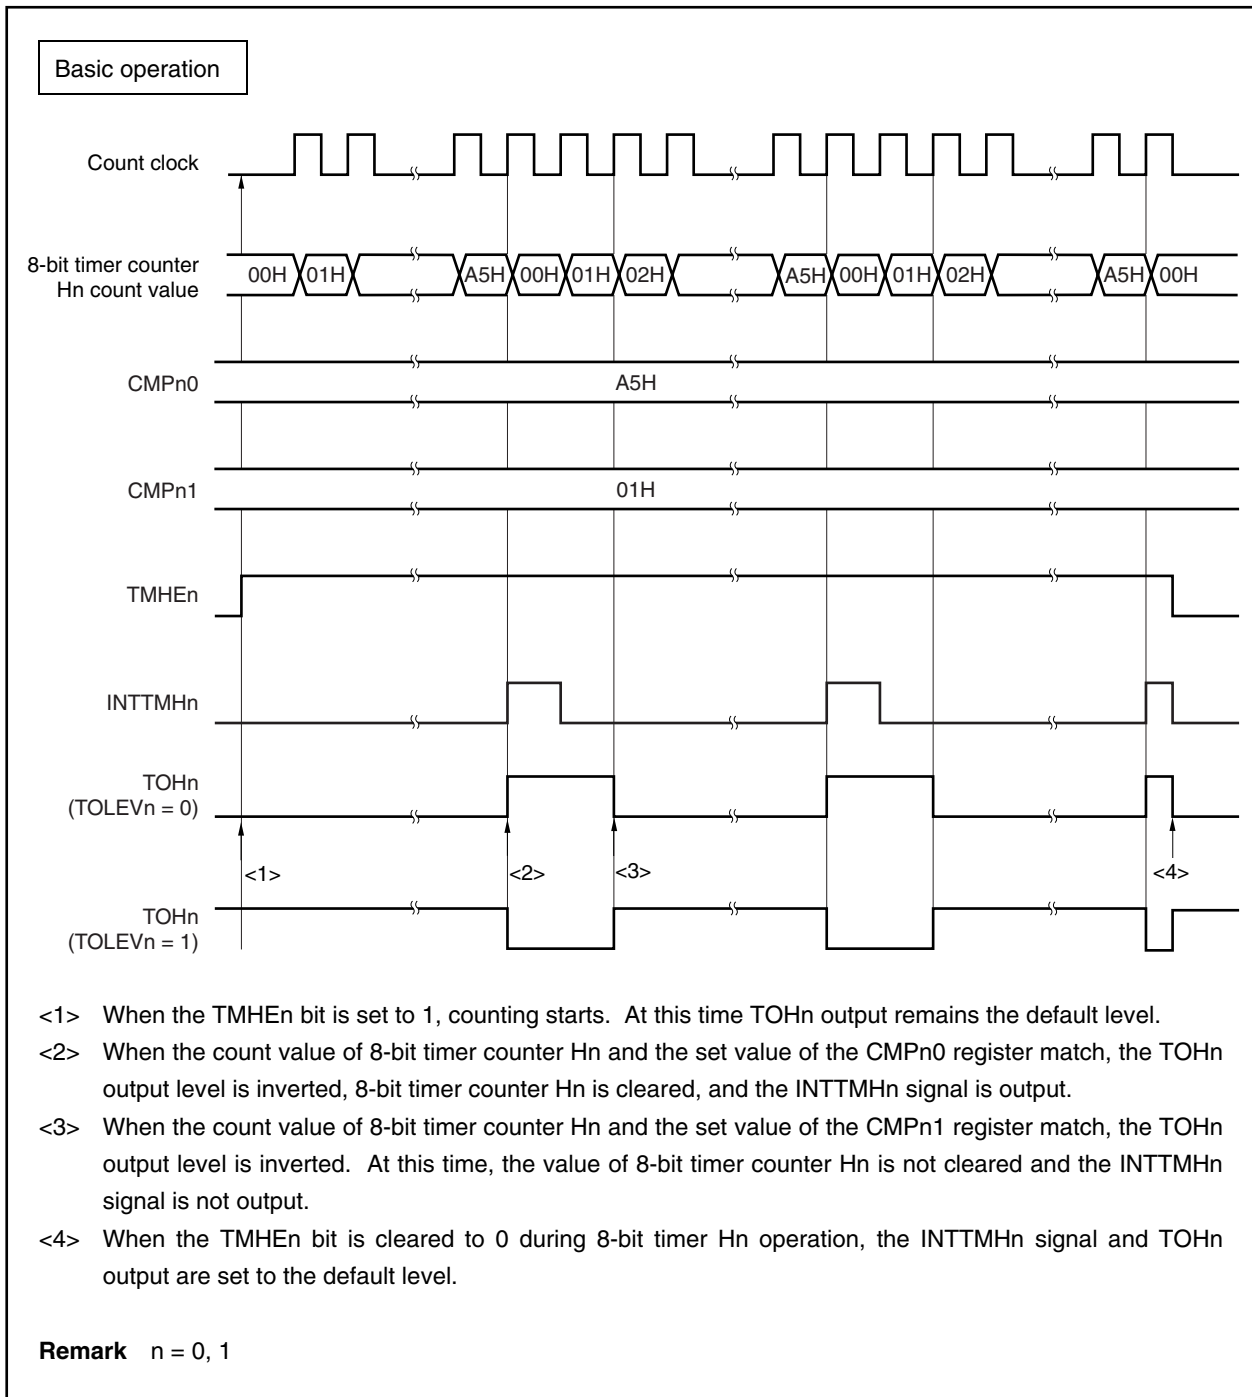 Basic operation
Count clock
8-bit timer counter
Hn count value
00H 01H A5H 00H 01H 02H A5H 00H 01H 02H A5H 00H
CMPn0
A5H
CMPn1
01H
TMHEn
INTTMHn
TOHn
(TOLEVn = 0)
<1> <2> <3> <4>
TOHn
(TOLEVn = 1)
<1> When the TMHEn bit is set to 1, counting starts. At this time TOHn output remains the default level.
<2> When the count value of 8-bit timer counter Hn and the set value of the CMPn0 register match, the TOHn
output level is inverted, 8-bit timer counter Hn is cleared, and the INTTMHn signal is output.
<3> When the count value of 8-bit timer counter Hn and the set value of the CMPn1 register match, the TOHn
output level is inverted. At this time, the value of 8-bit timer counter Hn is not cleared and the INTTMHn
signal is not output.
<4> When the TMHEn bit is cleared to 0 during 8-bit timer Hn operation, the INTTMHn signal and TOHn
output are set to the default level.
Remark n = 0, 1